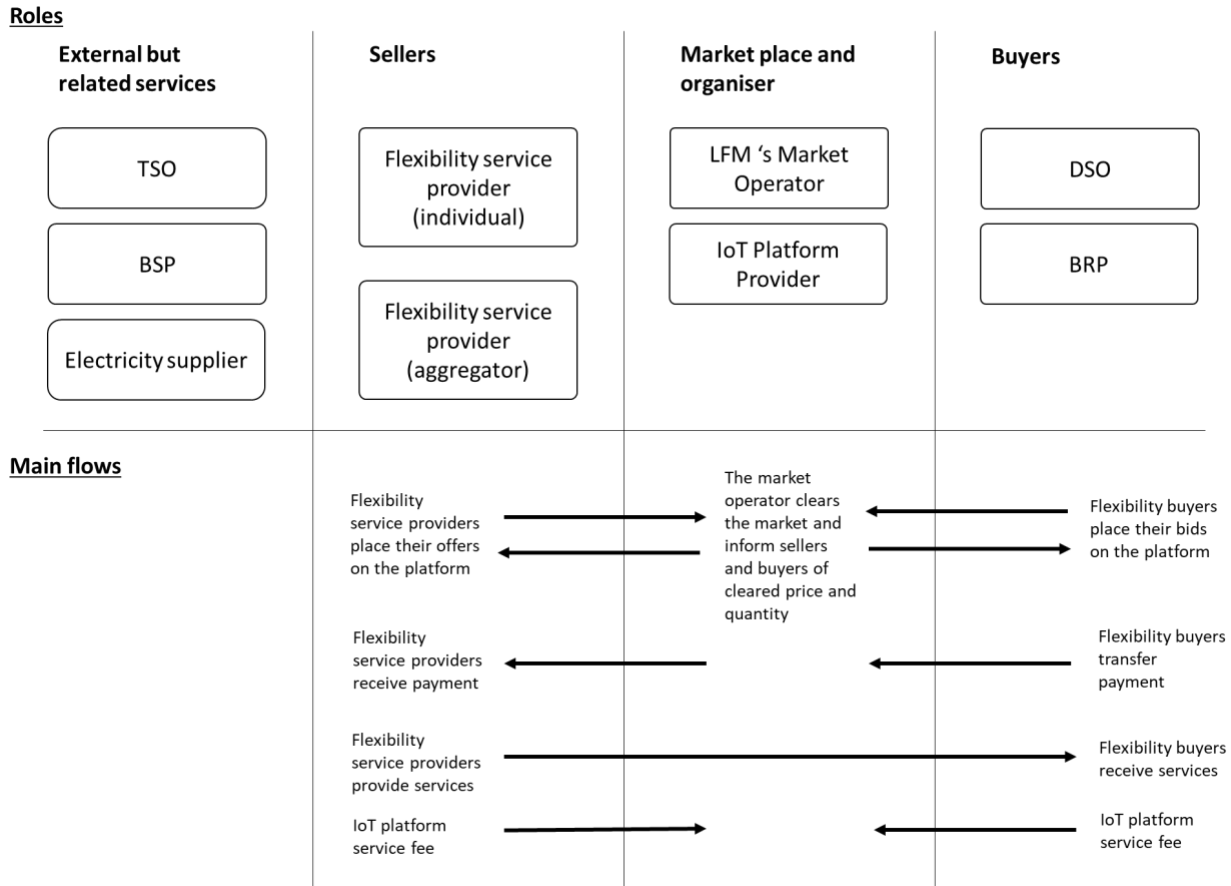 Roles
External but
related services
Sellers
Market place and
organiser
Buyers
TSO
BSP
Electricity supplier
Flexibility service
provider
(individual)
Flexibility service
provider
(aggregator)
LFM ‘s Market
Operator
IoT Platform
Provider
DSO
BRP
Main flows
Flexibility
service providers
place their offers
on the platform
The market
operator clears
the market and
inform sellers
and buyers of
cleared price and
quantity
Flexibility buyers
place their bids
on the platform
Flexibility
service providers
receive payment
Flexibility buyers
transfer
payment
Flexibility
service providers
provide services
Flexibility buyers
receive services
IoT platform
service fee
IoT platform
service fee